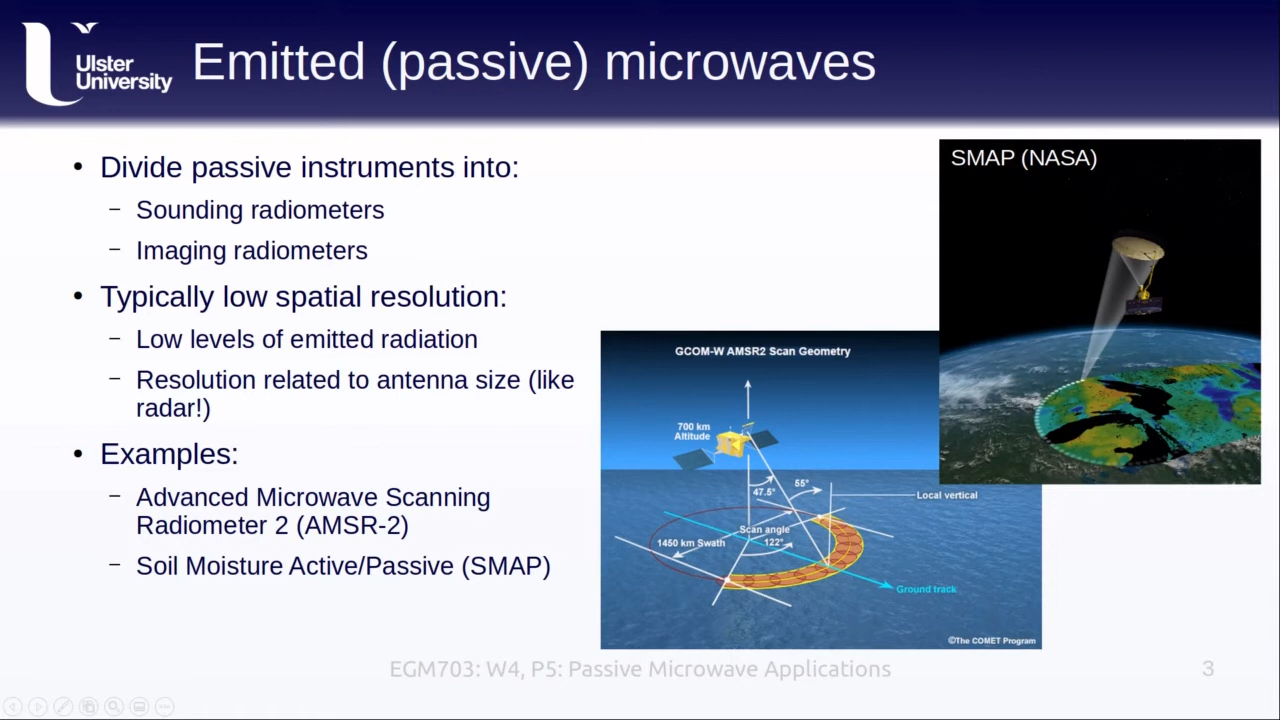 Ulster
University
Emitted (passive) microwaves
• Divide passive instruments into:
– Sounding radiometers
– Imaging radiometers
• Typically low spatial resolution:
– Low levels of emitted radiation
– Resolution related to antenna size (like
radar!)
• Examples:
– Advanced Microwave Scanning
Radiometer 2 (AMSR-2)
– Soil Moisture Active/Passive (SMAP)
SMAP (NASA)
GCOM-W AMSR2 Scan Geometry
700 km
Altitude
47.5°
55°
Local vertical
Scan angle
1450 km Swath
122°
Ground track
©The COMET Program
EGM703: W4, P5: Passive Microwave Applications
3